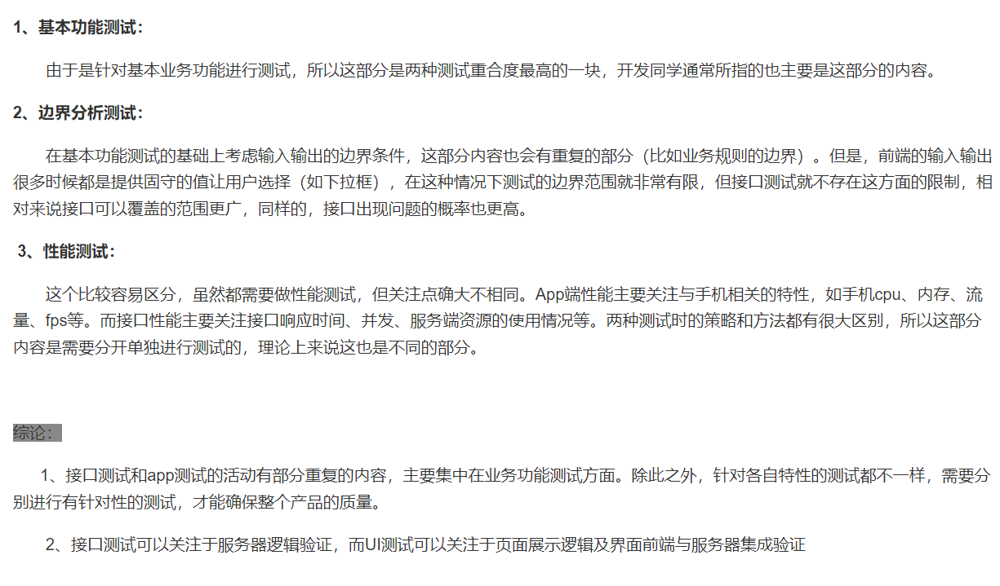 1、基本功能测试：
由于是针对基本业务功能进行测试，所以这部分是两种测试重合度最高的一块，开发同学通常所指的也主要是这部分的内容。
2、边界分析测试：
在基本功能测试的基础上考虑输入输出的边界条件，这部分内容也会有重复的部分（比如业务规则的边界）。但是，前端的输入输出
很多时候都是提供固守的值让用户选择（如下拉框），在这种情况下测试的边界范围就非常有限，但接口测试就不存在这方面的限制，相
对来说接口可以覆盖的范围更广，同样的，接口出现问题的概率也更高。
3、性能测试：
这个比较容易区分，虽然都需要做性能测试，但关注点确大不相同。App端性能主要关注与手机相关的特性，如手机cpu、内存、流
量、fps等。而接口性能主要关注接口响应时间、并发、服务端资源的使用情况等。两种测试时的策略和方法都有很大区别，所以这部分
内容是需要分开单独进行测试的，理论上来说这也是不同的部分。
综论：
1、接口测试和app测试的活动有部分重复的内容，主要集中在业务功能测试方面。除此之外，针对各自特性的测试都不一样，需要分
别进行有针对性的测试，才能确保整个产品的质量。
2、接口测试可以关注于服务器逻辑验证，而UI测试可以关注于页面展示逻辑及界面前端与服务器集成验证